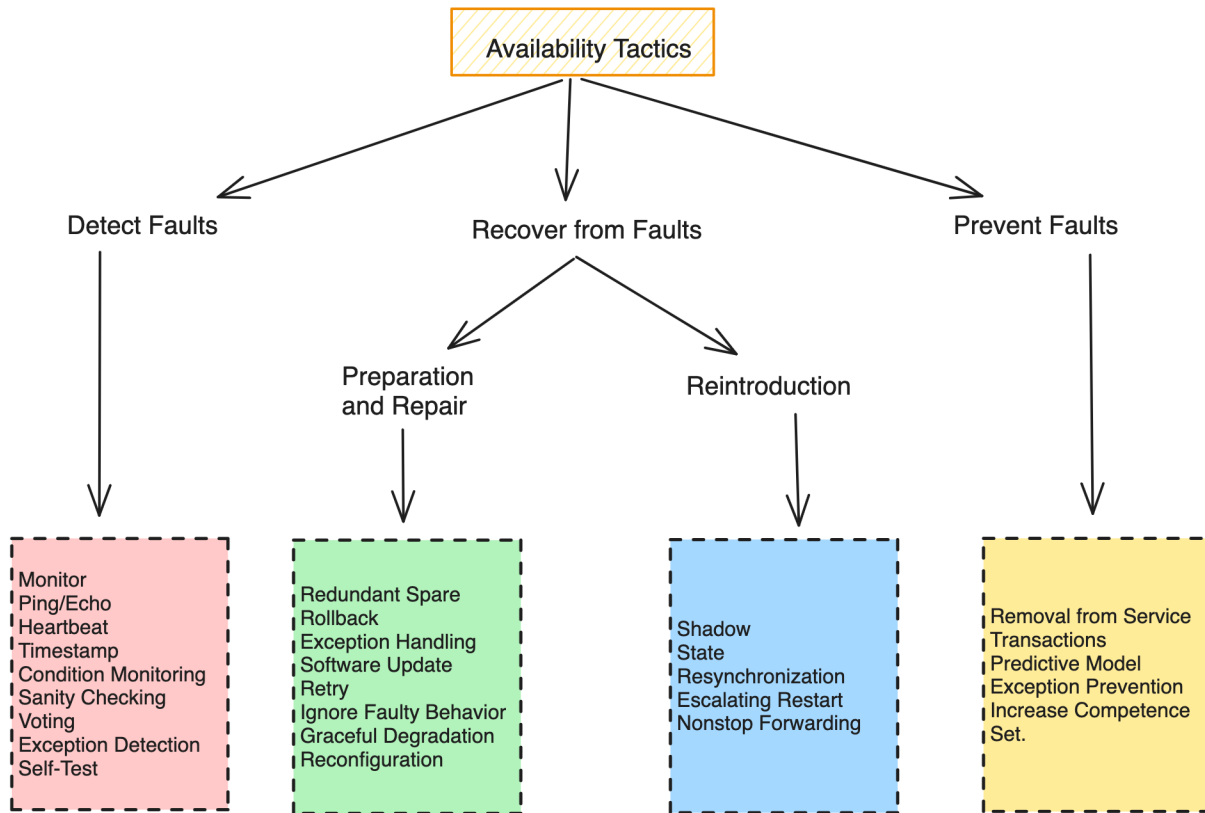 Availability Tactics
Detect Faults
Recover from Faults
Prevent Faults
Preparation
and Repair
Reintroduction
Monitor
Ping/Echo
Heartbeat
Timestamp
Condition Monitoring
Sanity Checking
Voting
Exception Detection
Self-Test
Redundant Spare
Rollback
Exception Handling
Software Update
Retry
Ignore Faulty Behavior
Graceful Degradation
Reconfiguration
Shadow
State
Resynchronization
Escalating Restart
Nonstop Forwarding
Removal from Service
Transactions
Predictive Model
Exception Prevention
Increase Competence
Set.